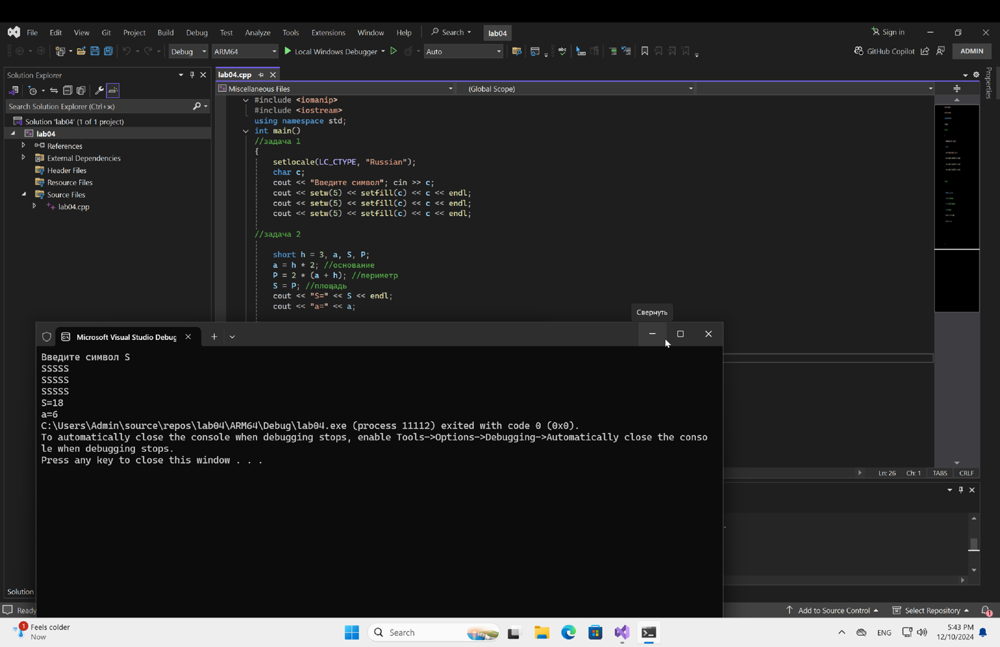 File Edit View Git Project Build Debug Test Analyze Tools Extensions Window Help Search lab04 Sign in
Debug ARM64 Local Windows Debugger Auto GitHub Copilot ADMIN
Solution Explorer
Search Solution Explorer (Ctrl+ж)
Solution 'lab04' (1 of 1 project)
lab04
References
External Dependencies
Header Files
Resource Files
Source Files
lab04.cpp
lab04.cpp
Miscellaneous Files (Global Scope)
#include <iomanip>
#include <iostream>
using namespace std;
int main()
//задача 1
{
setlocale(LC_CTYPE, "Russian");
char c;
cout << "Введите символ"; cin >> c;
cout << setw(5) << setfill(c) << c << endl;
cout << setw(5) << setfill(c) << c << endl;
cout << setw(5) << setfill(c) << c << endl;
//задача 2
short h = 3, a, S, P;
a = h * 2; //основание
P = 2 * (a + h); //периметр
S = P; //площадь
cout << "S=" << S << endl;
cout << "a=" << a;
Properties
Свернуть
Microsoft Visual Studio Debug
Введите символ S
SSSSS
SSSSS
SSSSS
S=18
a=6
C:\Users\Admin\source\repos\lab04\ARM64\Debug\lab04.exe (process 11112) exited with code 0 (0x0).
To automatically close the console when debugging stops, enable Tools->Options->Debugging->Automatically close the conso
le when debugging stops.
Press any key to close this window . . .
Ln: 26 Ch: 1 TABS CRLF
Solution
Ready Add to Source Control Select Repository 1
1 Feels colder
Now
Search
ENG
5:43 PM
12/10/2024